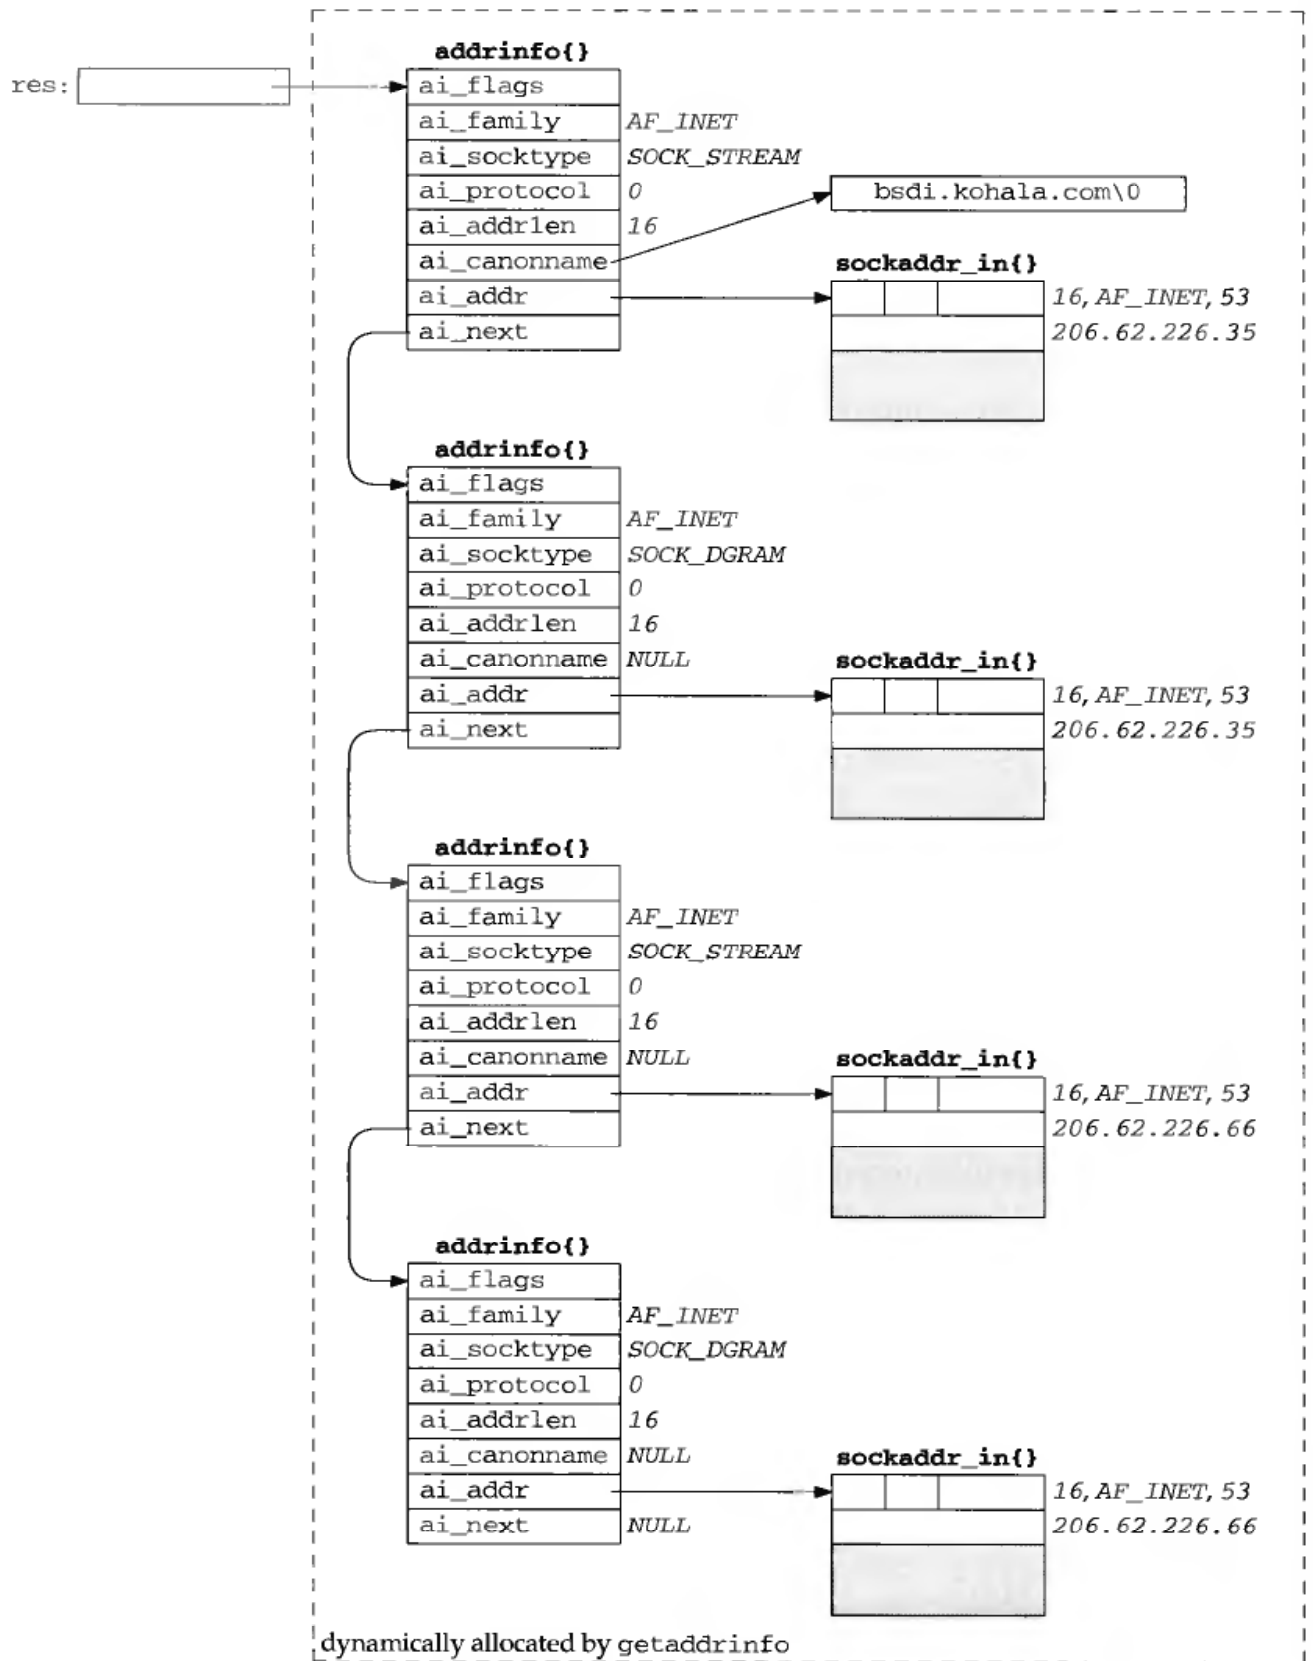 addrinfo{}
res:
ai_flags
ai_family AF_INET
ai_socktype SOCK_STREAM
ai_protocol 0
bsdi.kohala.com\0
ai_addrlen 16
ai_canonname
sockaddr_in{}
ai_addr
16, AF_INET, 53
ai_next
206.62.226.35
addrinfo{}
ai_flags
ai_family AF_INET
ai_socktype SOCK_DGRAM
ai_protocol 0
ai_addrlen 16
ai_canonname NULL
sockaddr_in{}
ai_addr
16, AF_INET, 53
ai_next
206.62.226.35
addrinfo{}
ai_flags
ai_family AF_INET
ai_socktype SOCK_STREAM
ai_protocol 0
ai_addrlen 16
ai_canonname NULL
sockaddr_in{}
ai_addr
16, AF_INET, 53
ai_next
206.62.226.66
addrinfo{}
ai_flags
ai_family AF_INET
ai_socktype SOCK_DGRAM
ai_protocol 0
ai_addrlen 16
ai_canonname NULL
sockaddr_in{}
ai_addr
16, AF_INET, 53
ai_next NULL
206.62.226.66
dynamically allocated by getaddrinfo